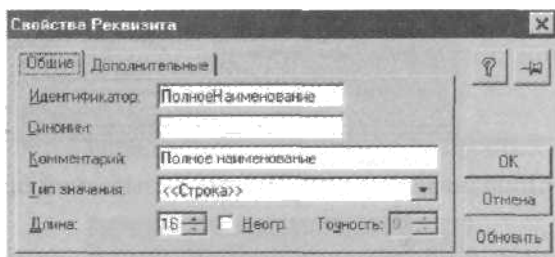 Свойства Реквизита
Общие Дополнительные
Идентификатор: ПолноеНаименование
Синоним:
Комментарий: Полное наименование
Тип значения: <<Строка>>
Длина: 16 Неогр. Точность: 0
OK
Отмена
Обновить